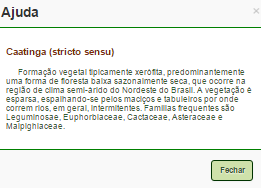 Ajuda ×
Caatinga (stricto sensu)
Formação vegetal tipicamente xerófita, predominantemente
uma forma de floresta baixa sazonalmente seca, que ocorre na
região de clima semi-árido do Nordeste do Brasil. A vegetação é
esparsa, espalhando-se pelos maciços e tabuleiros por onde
correm rios, em geral, intermitentes. Famílias frequentes são
Leguminosae, Euphorbiaceae, Cactaceae, Asteraceae e
Malpighiaceae.
Fechar